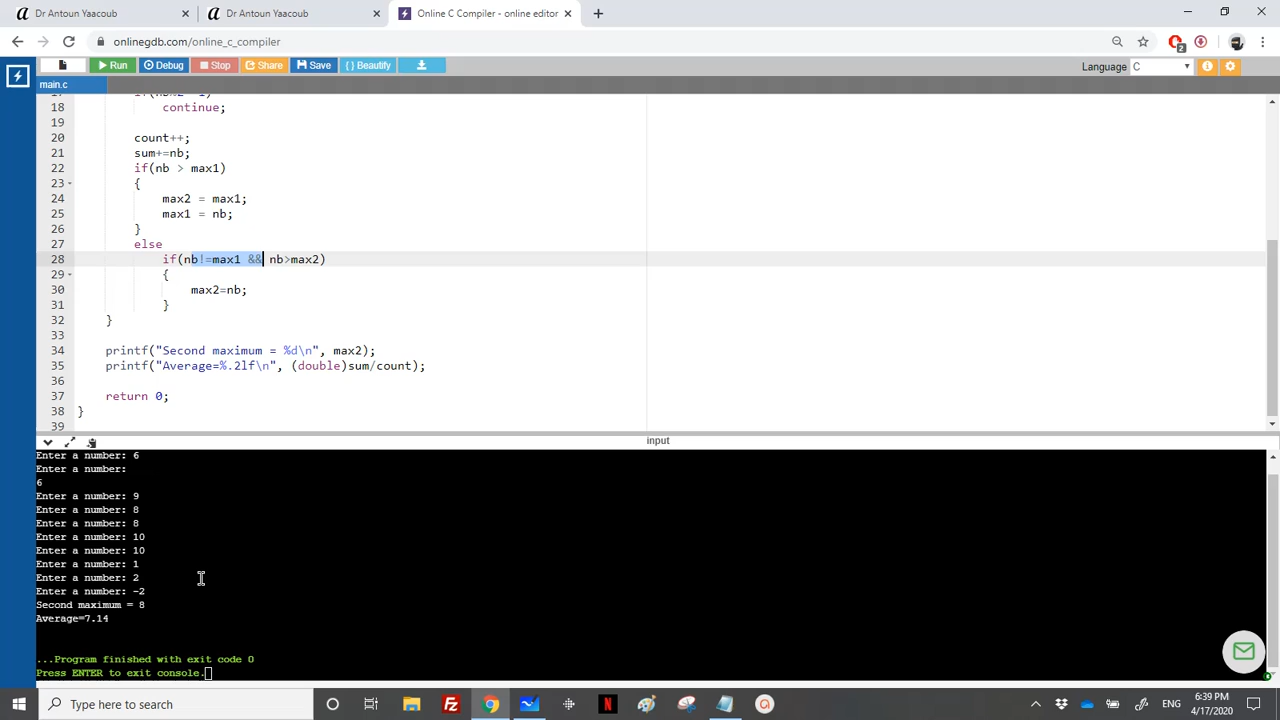 Dr Antoun Yaacoub
Dr Antoun Yaacoub
Online C Compiler - online editor
onlinegdb.com/online_c_compiler
2
Run
Debug
Stop
Share
Save
{ } Beautify
Language
C
main.c
18 continue;
19
20 count++;
21 sum+=nb;
22 if(nb > max1)
23 {
24 max2 = max1;
25 max1 = nb;
26 }
27 else
28 if(nb!=max1 && nb>max2)
29 {
30 max2=nb;
31 }
32 }
33
34 printf("Second maximum = %d\n", max2);
35 printf("Average=%.2lf\n", (double)sum/count);
36
37 return 0;
38 }
39
input
Enter a number: 6
Enter a number:
6
Enter a number: 9
Enter a number: 8
Enter a number: 8
Enter a number: 10
Enter a number: 10
Enter a number: 1
Enter a number: 2
Enter a number: -2
Second maximum = 8
Average=7.14
...Program finished with exit code 0
Press ENTER to exit console.
Type here to search
ENG
6:39 PM
4/17/2020